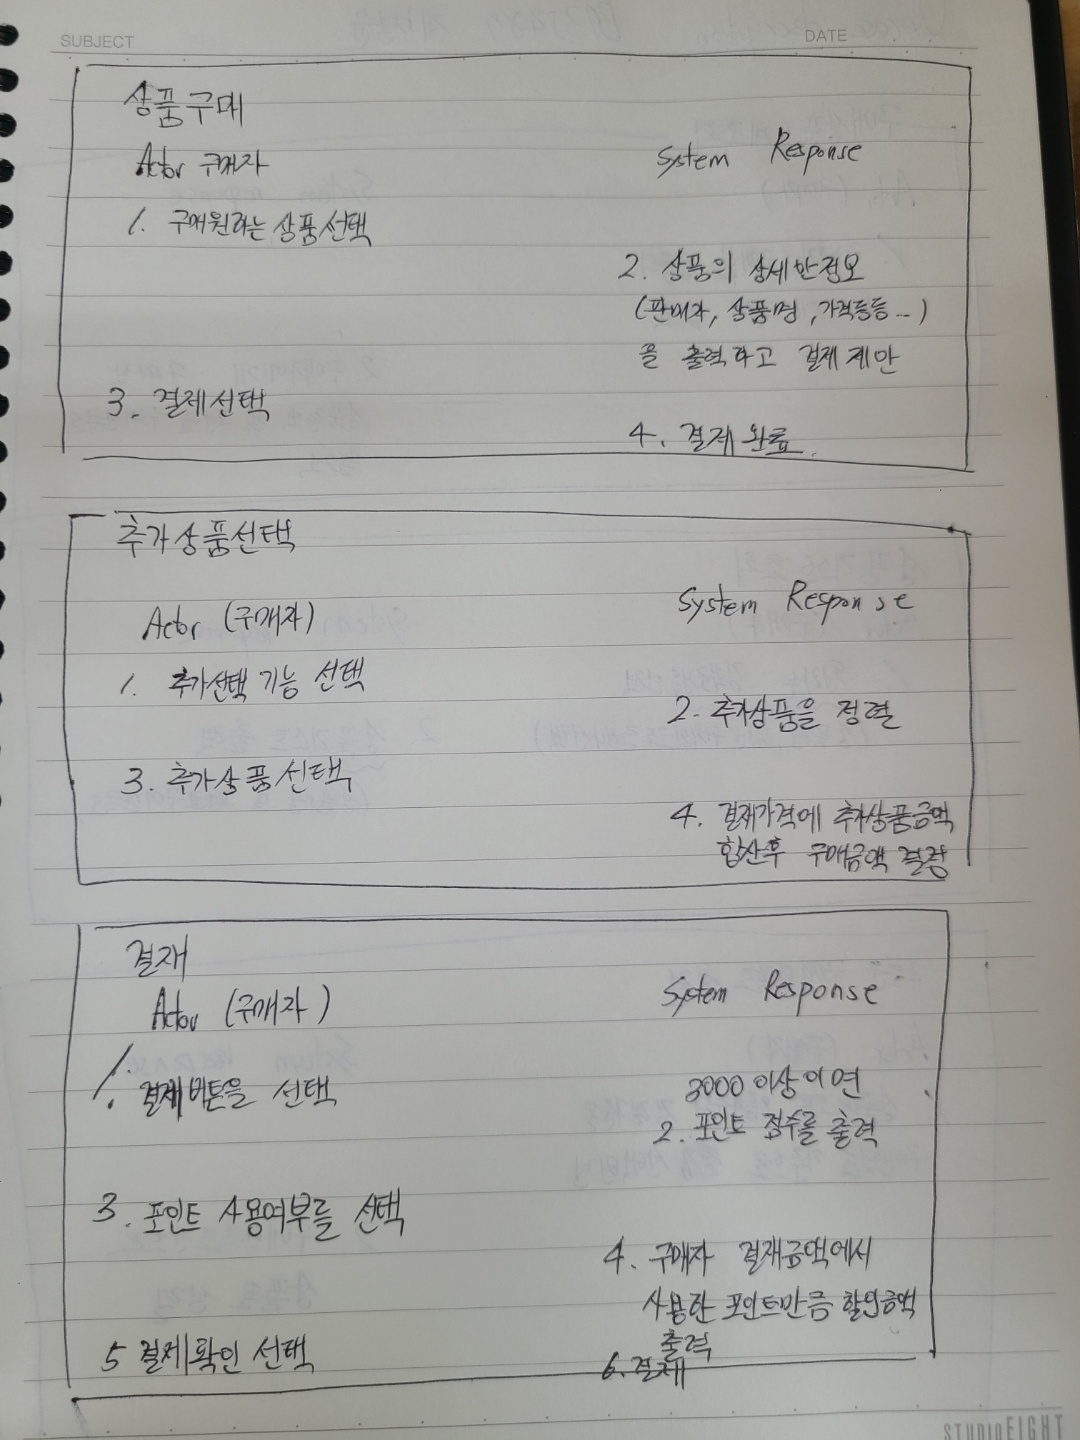 SUBJECT
DATE
상품구매
Actor 구매자
System Response
1. 구매원하는 상품선택
2. 상품의 상세한정보
(판매자, 상품명, 가격등등...)
을 출력하고 결제 제안
3. 결제선택
4. 결제 완료
추가상품선택
Actor (구매자)
System Response
1. 추가선택 기능 선택
2. 추가상품을 정렬
3. 추가상품선택
4. 결제가격에 추가상품금액
합산후 구매금액 결정
결재
Actor (구매자)
System Response
1. 결제버튼을 선택
3000이상이면
2. 포인트 점수를 출력
3. 포인트 사용여부를 선택
4. 구매자 결재금액에서
사용한 포인트만큼 할인금액
출력
5 결제확인 선택
6. 결제
STUDIOEIGHT